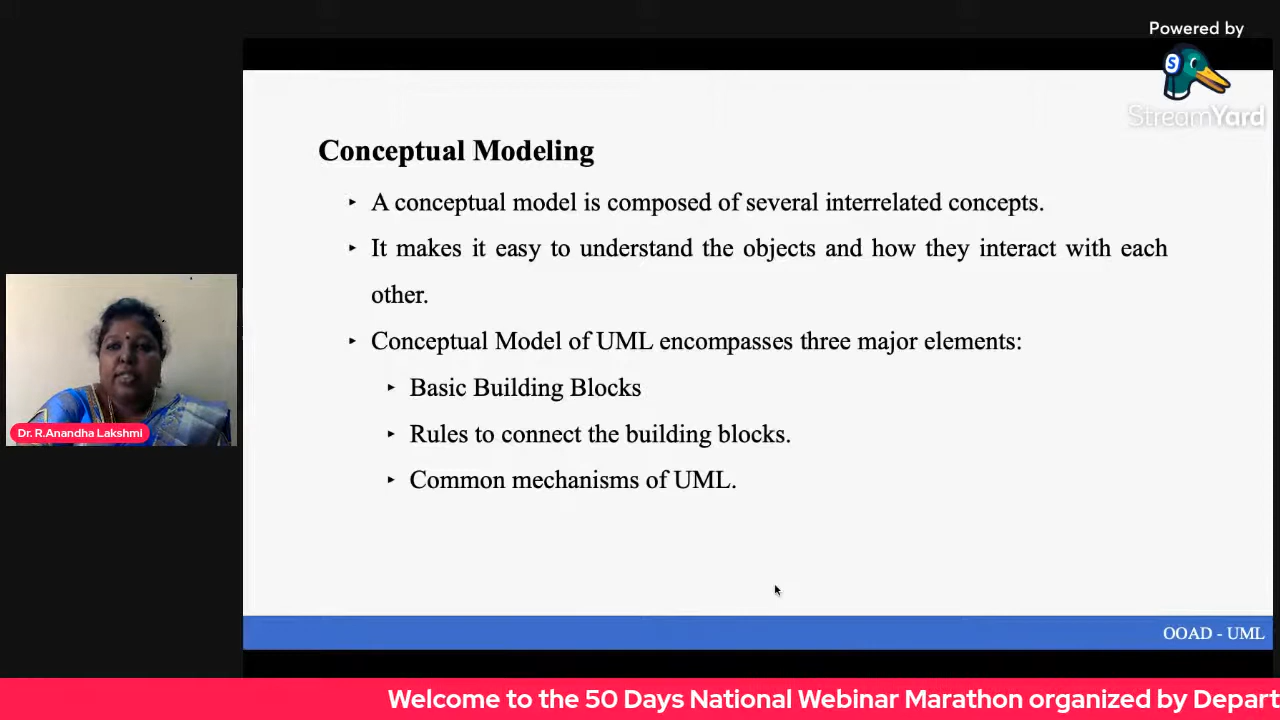 Powered by
S
StreamYard
Conceptual Modeling
A conceptual model is composed of several interrelated concepts.
It makes it easy to understand the objects and how they interact with each
other.
Conceptual Model of UML encompasses three major elements:
Basic Building Blocks
Rules to connect the building blocks.
Common mechanisms of UML.
Dr. R.Anandha Lakshmi
OOAD - UML
Welcome to the 50 Days National Webinar Marathon organized by Depart